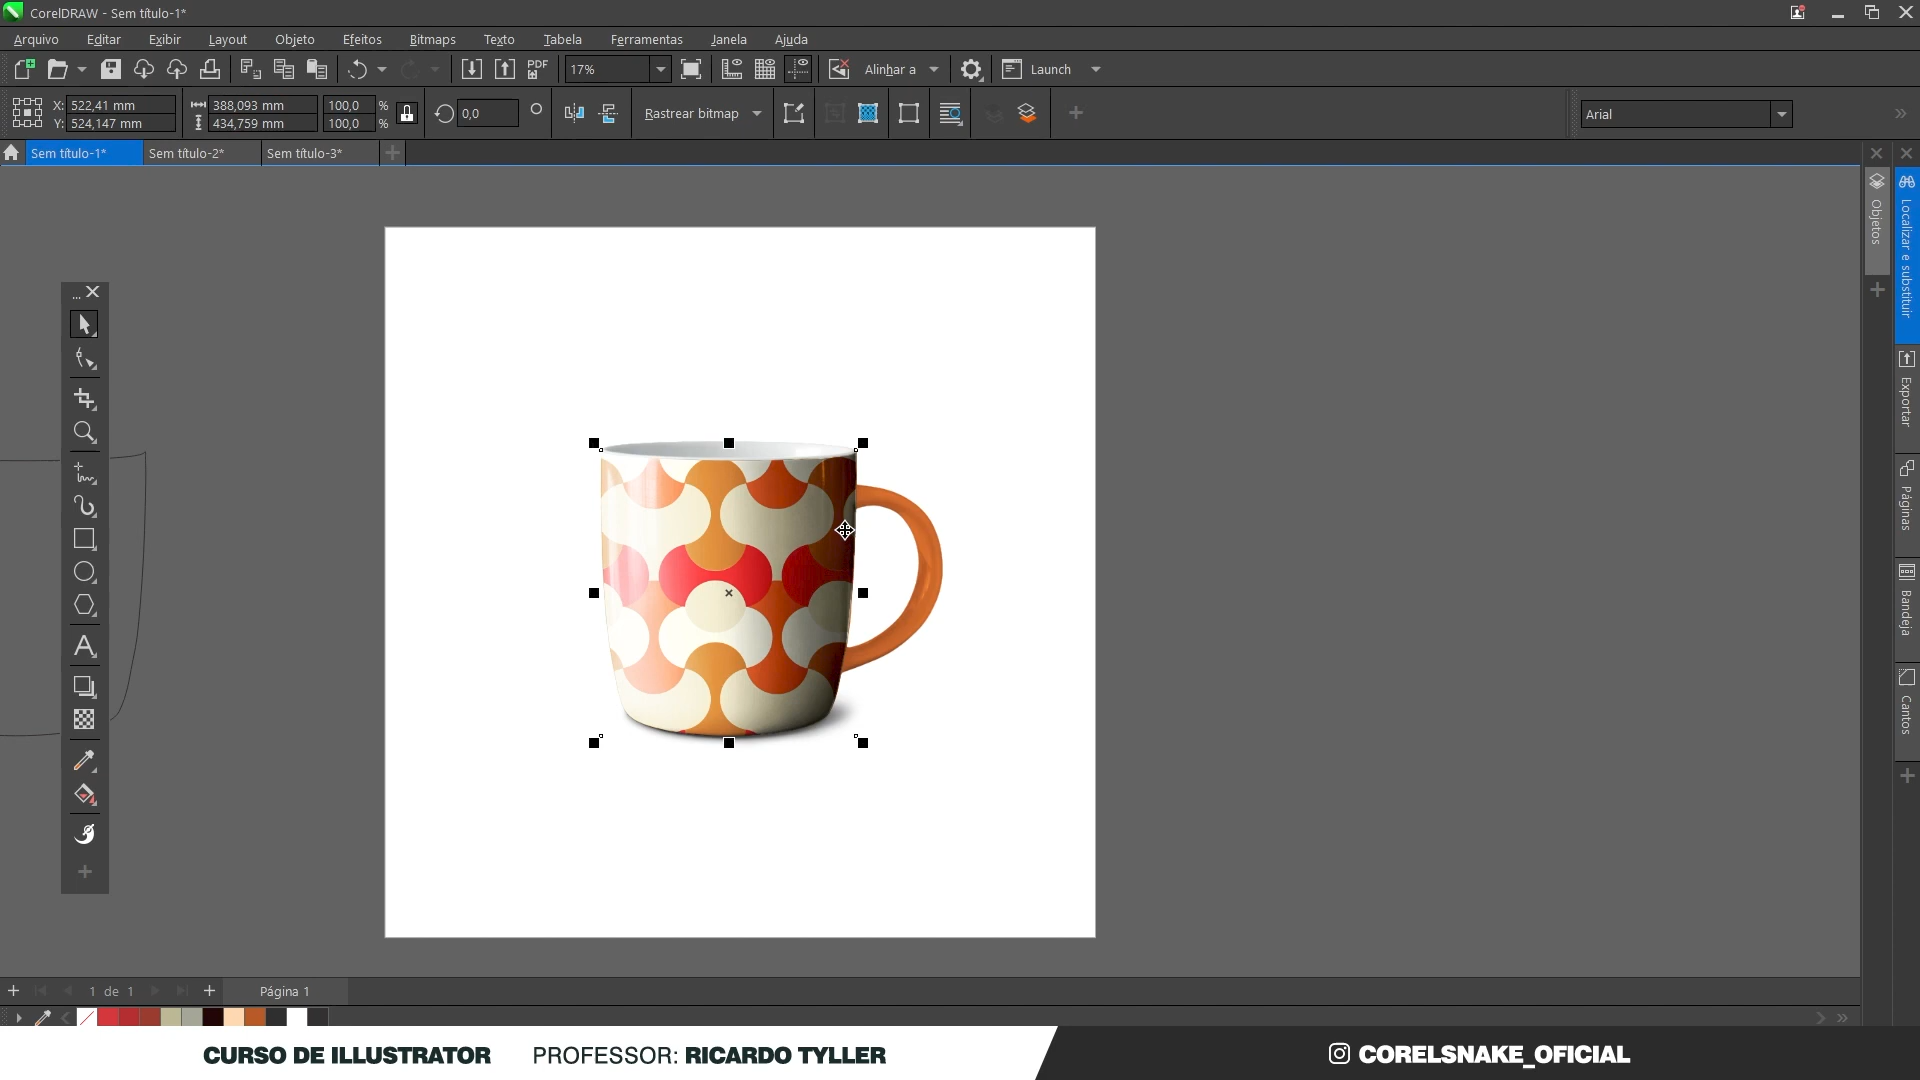 CorelDRAW - Sem título-1*
Arquivo Editar Exibir Layout Objeto Efeitos Bitmaps Texto Tabela Ferramentas Janela Ajuda
PDF 17% Alinhar a Launch
X: 522,41 mm 388,093 mm 100,0 %
Y: 524,147 mm 434,759 mm 100,0 %
0,0 Rastrear bitmap Arial
Sem título-1* Sem título-2* Sem título-3*
Objetos
Localizar e substituir
Exportar
Páginas
Bandeja
Cantos
1 de 1 Página 1
CURSO DE ILLUSTRATOR PROFESSOR: RICARDO TYLLER CORELSNAKE_OFICIAL